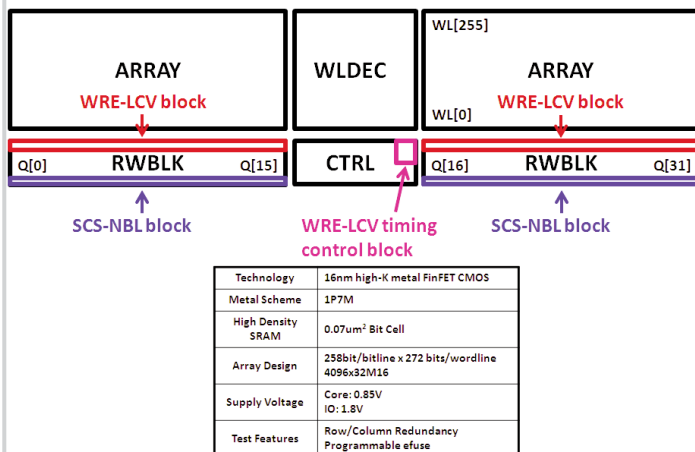 WL[255]
ARRAY
WLDEC
ARRAY
WRE-LCV block
WRE-LCV block
WL[0]
Q[0]
RWBLK
Q[15]
CTRL
Q[16]
RWBLK
Q[31]
SCS-NBL block
WRE-LCV timing
control block
SCS-NBL block
Technology
16nm high-K metal FinFET CMOS
Metal Scheme
1P7M
High Density
SRAM
0.07um² Bit Cell
Array Design
258bit/bitline x 272 bits/wordline
4096x32M16
Supply Voltage
Core: 0.85V
IO: 1.8V
Test Features
Row/Column Redundancy
Programmable efuse